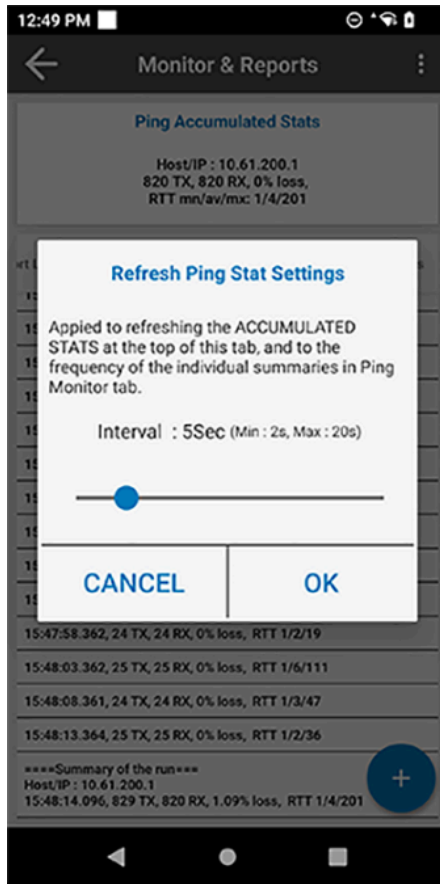 12:49 PM
Monitor & Reports
Ping Accumulated Stats
Host/IP : 10.61.200.1
820 TX, 820 RX, 0% loss,
RTT mn/av/mx: 1/4/201
Refresh Ping Stat Settings
Appied to refreshing the ACCUMULATED
STATS at the top of this tab, and to the
frequency of the individual summaries in Ping
Monitor tab.
Interval : 5Sec (Min : 2s, Max : 20s)
CANCEL OK
15:47:58.362, 24 TX, 24 RX, 0% loss, RTT 1/2/19
15:48:03.362, 25 TX, 25 RX, 0% loss, RTT 1/6/111
15:48:08.361, 24 TX, 24 RX, 0% loss, RTT 1/3/47
15:48:13.364, 25 TX, 25 RX, 0% loss, RTT 1/2/36
====Summary of the run===
Host/IP : 10.61.200.1
15:48:14.096, 829 TX, 820 RX, 1.09% loss, RTT 1/4/201
+